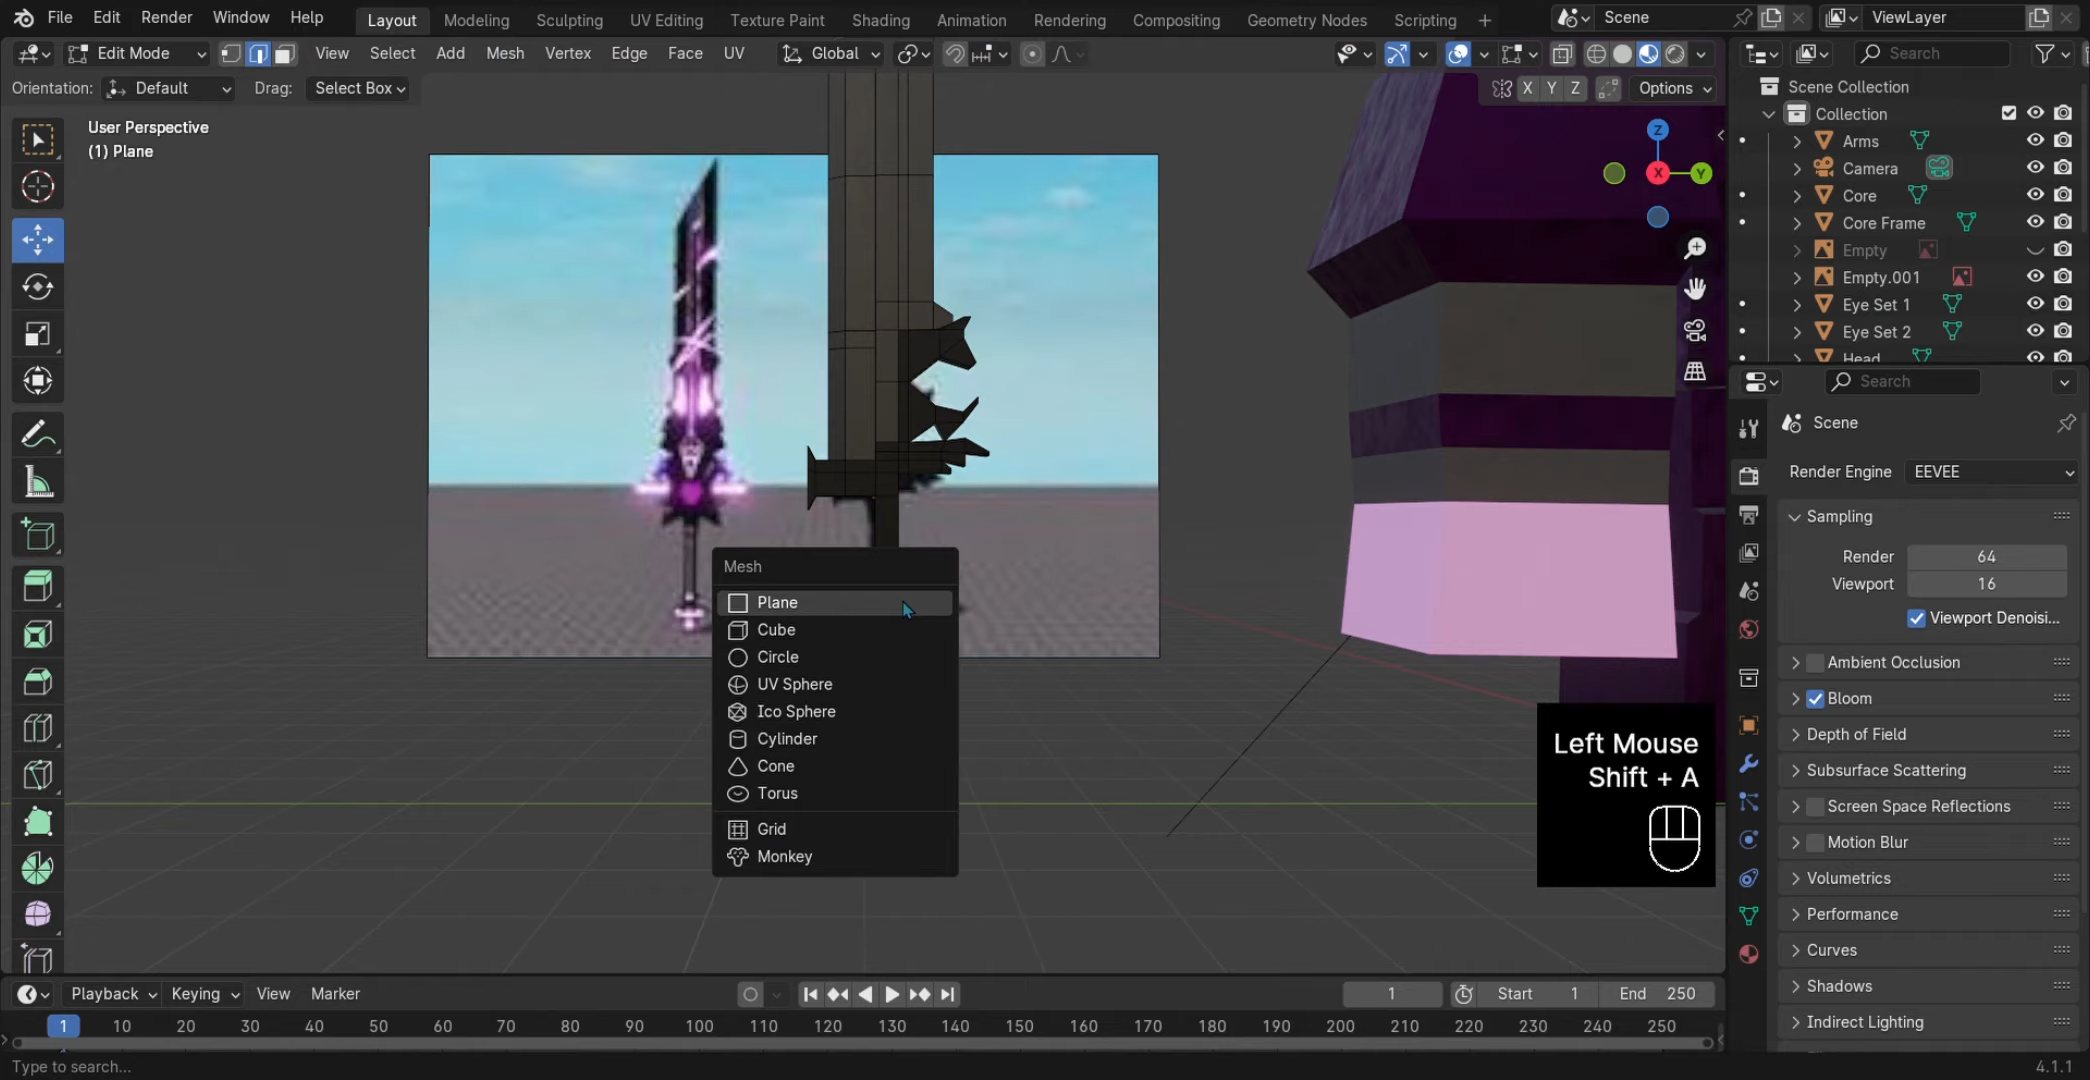 File Edit Render Window Help Layout Modeling Sculpting UV Editing Texture Paint Shading Animation Rendering Compositing Geometry Nodes Scripting + Scene ViewLayer
Edit Mode View Select Add Mesh Vertex Edge Face UV Global Search
Orientation: Default Drag: Select Box X Y Z Options
User Perspective
(1) Plane
Z
X
Y
Scene Collection
Collection
Arms
Camera
Core
Core Frame
Empty
Empty.001
Eye Set 1
Eye Set 2
Head
Search
Scene
Render Engine EEVEE
Sampling
Render 64
Viewport 16
Viewport Denoisi...
Ambient Occlusion
Bloom
Depth of Field
Subsurface Scattering
Screen Space Reflections
Motion Blur
Volumetrics
Performance
Curves
Shadows
Indirect Lighting
Mesh
Plane
Cube
Circle
UV Sphere
Ico Sphere
Cylinder
Cone
Torus
Grid
Monkey
Left Mouse
Shift + A
Playback Keying View Marker 1 Start 1 End 250
1 10 20 30 40 50 60 70 80 90 100 110 120 130 140 150 160 170 180 190 200 210 220 230 240 250
Type to search... 4.1.1